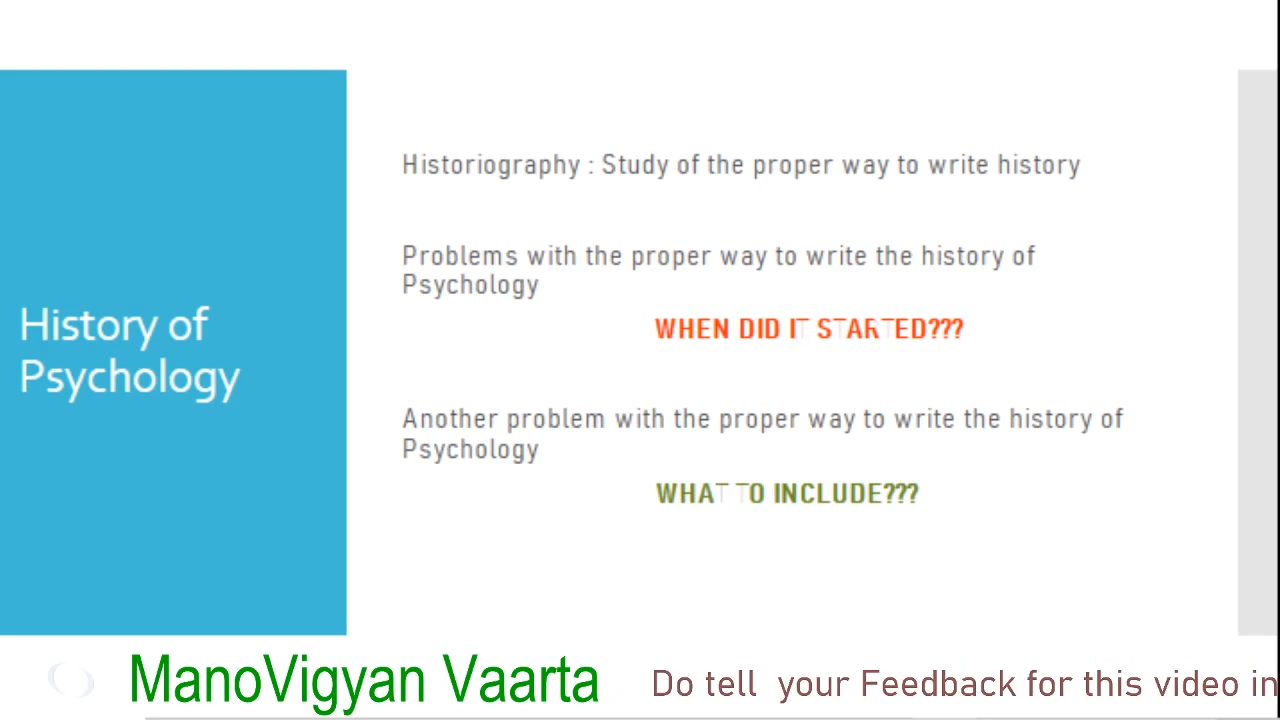 History of
Psychology
Historiography : Study of the proper way to write history
Problems with the proper way to write the history of
Psychology
WHEN DID IT STARTED???
Another problem with the proper way to write the history of
Psychology
WHAT TO INCLUDE???
ManoVigyan Vaarta
Do tell your Feedback for this video in